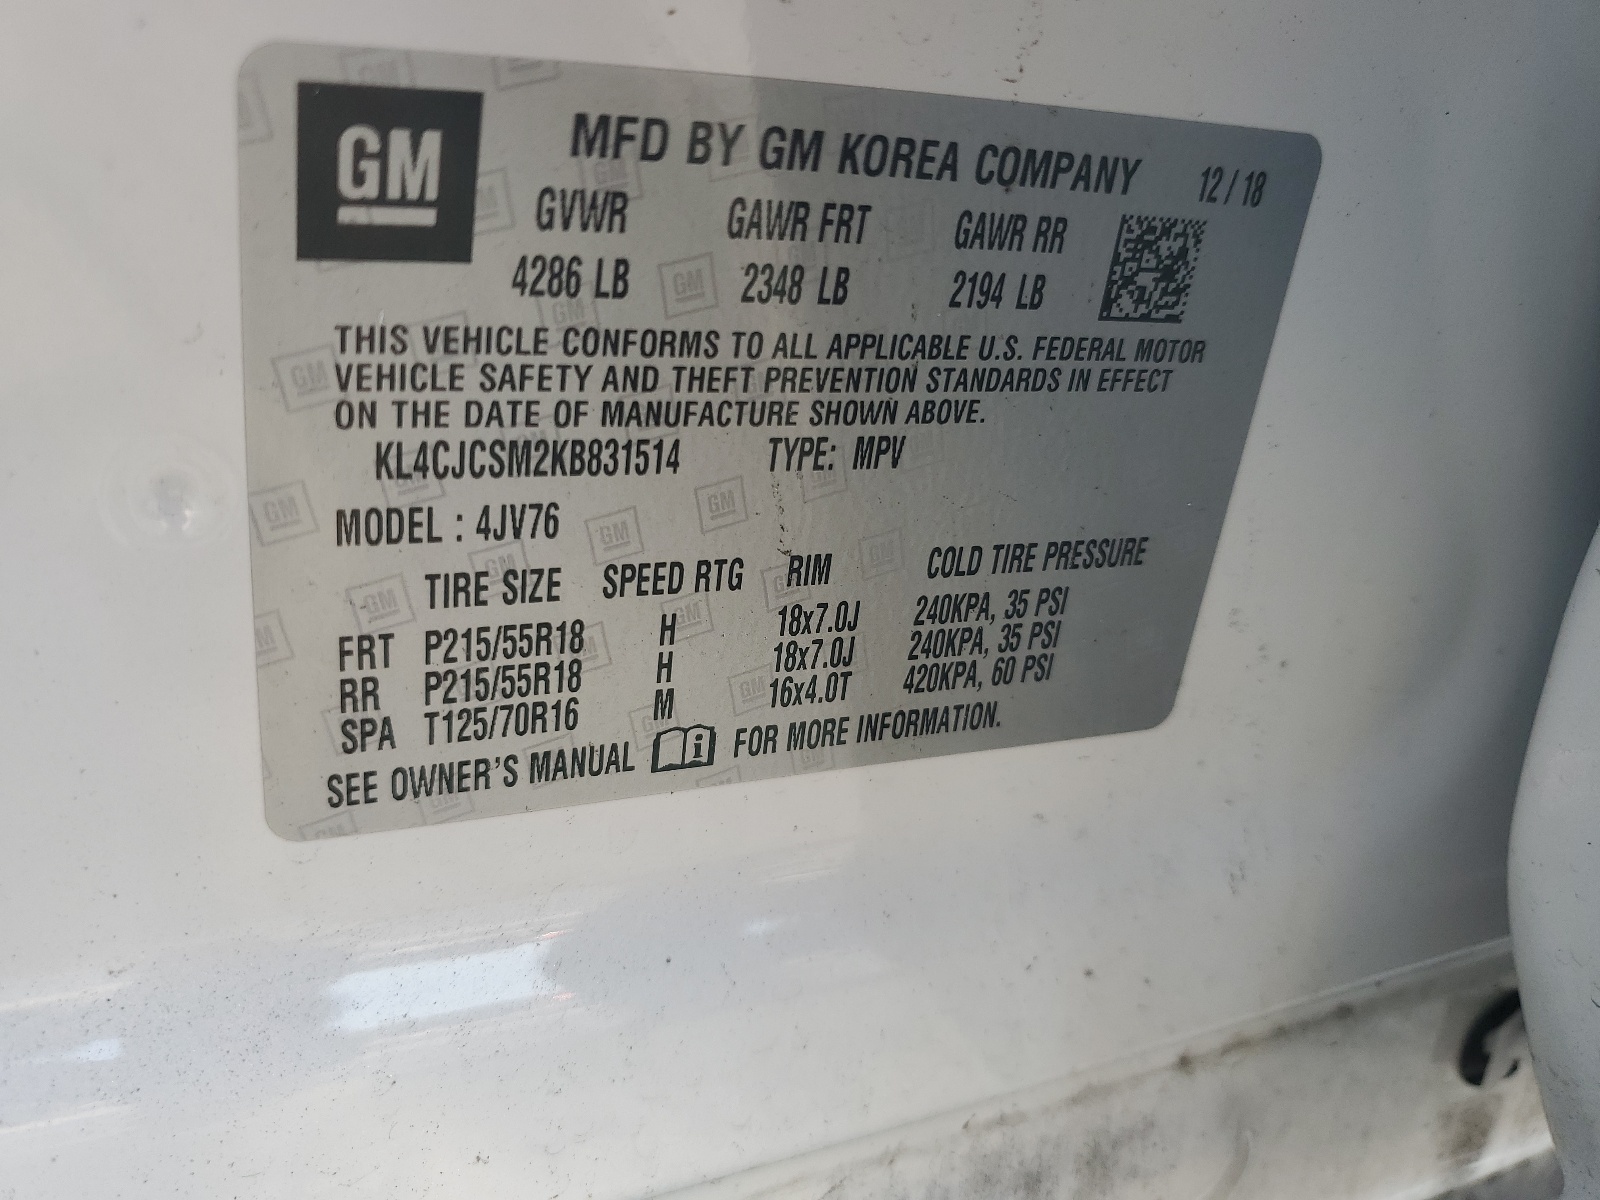 GM
MFD BY GM KOREA COMPANY 12/18
GVWR GAWR FRT GAWR RR
4286 LB 2348 LB 2194 LB
THIS VEHICLE CONFORMS TO ALL APPLICABLE U.S. FEDERAL MOTOR
VEHICLE SAFETY AND THEFT PREVENTION STANDARDS IN EFFECT
ON THE DATE OF MANUFACTURE SHOWN ABOVE.
KL4CJCSM2KB831514 TYPE: MPV
MODEL : 4JV76
TIRE SIZE SPEED RTG RIM COLD TIRE PRESSURE
FRT P215/55R18 H 18x7.0J 240KPA, 35 PSI
RR P215/55R18 H 18x7.0J 240KPA, 35 PSI
SPA T125/70R16 M 16x4.0T 420KPA, 60 PSI
SEE OWNER'S MANUAL i FOR MORE INFORMATION.